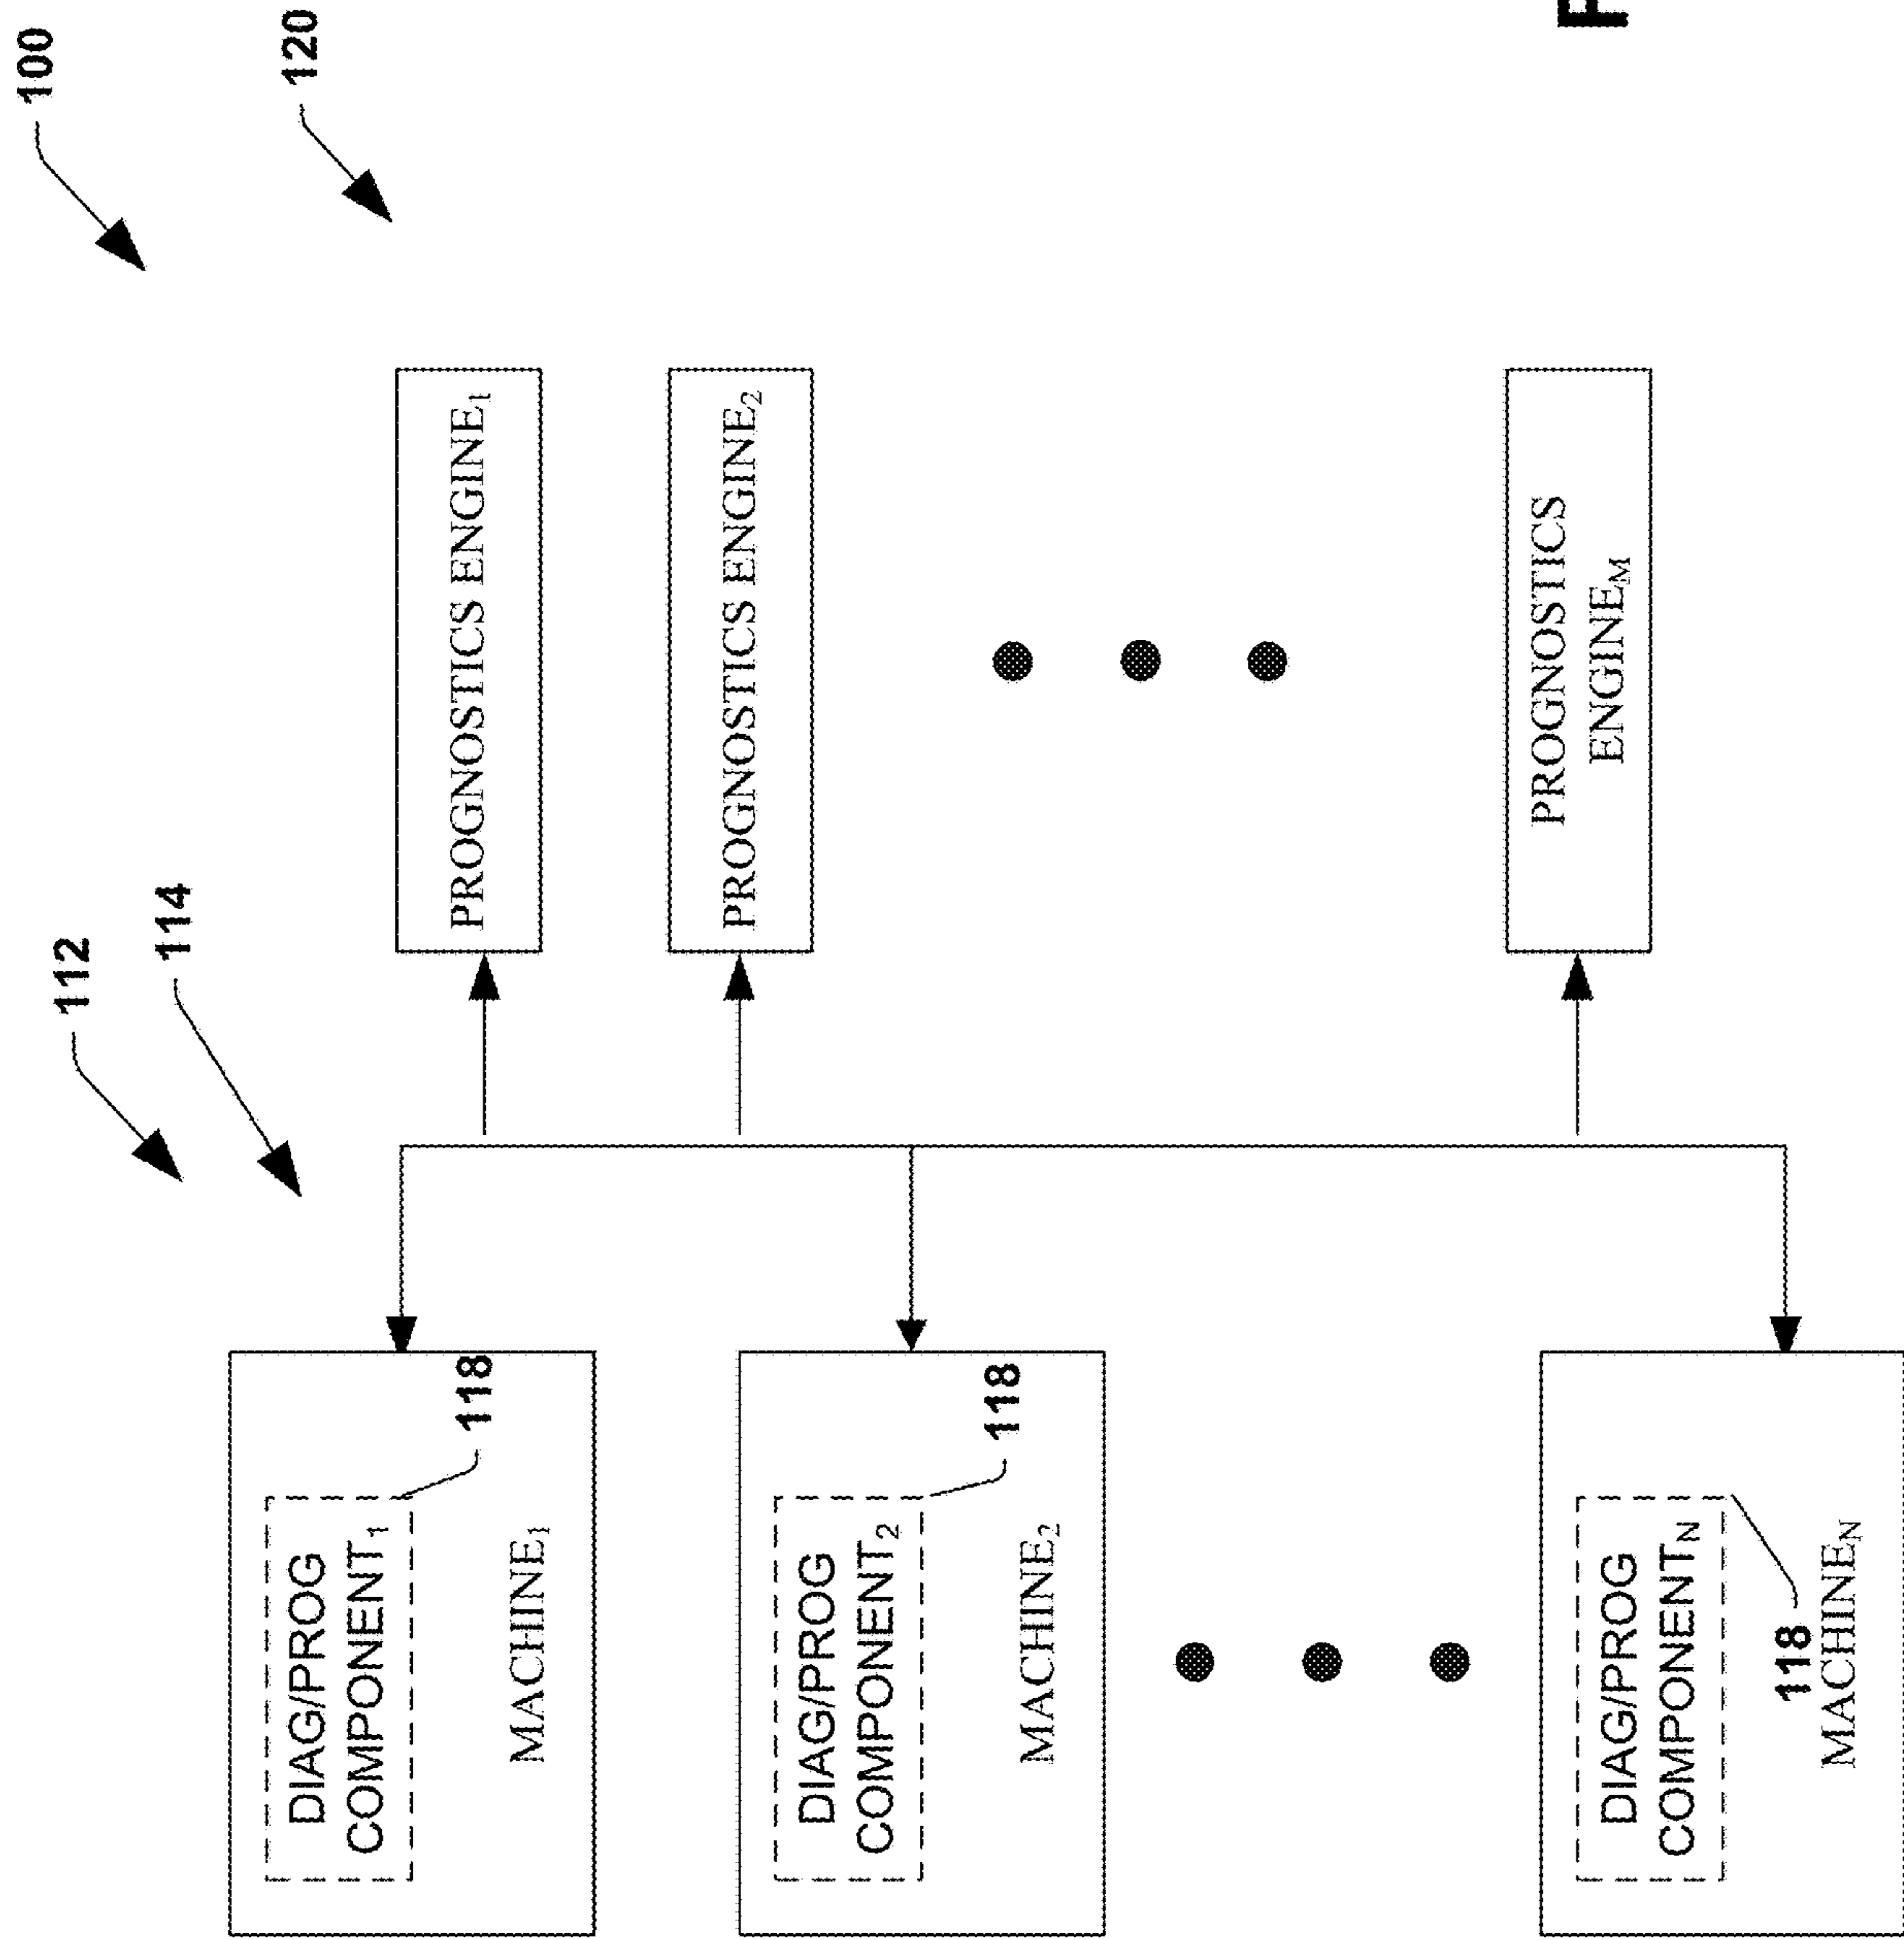 100
120
112
114
PROGNOSTICS ENGINE1
PROGNOSTICS ENGINE2
PROGNOSTICS
ENGINEM
DIAG/PROG
COMPONENT1
118
MACHINE1
DIAG/PROG
COMPONENT2
118
MACHINE2
DIAG/PROG
COMPONENTN
118
MACHINEN